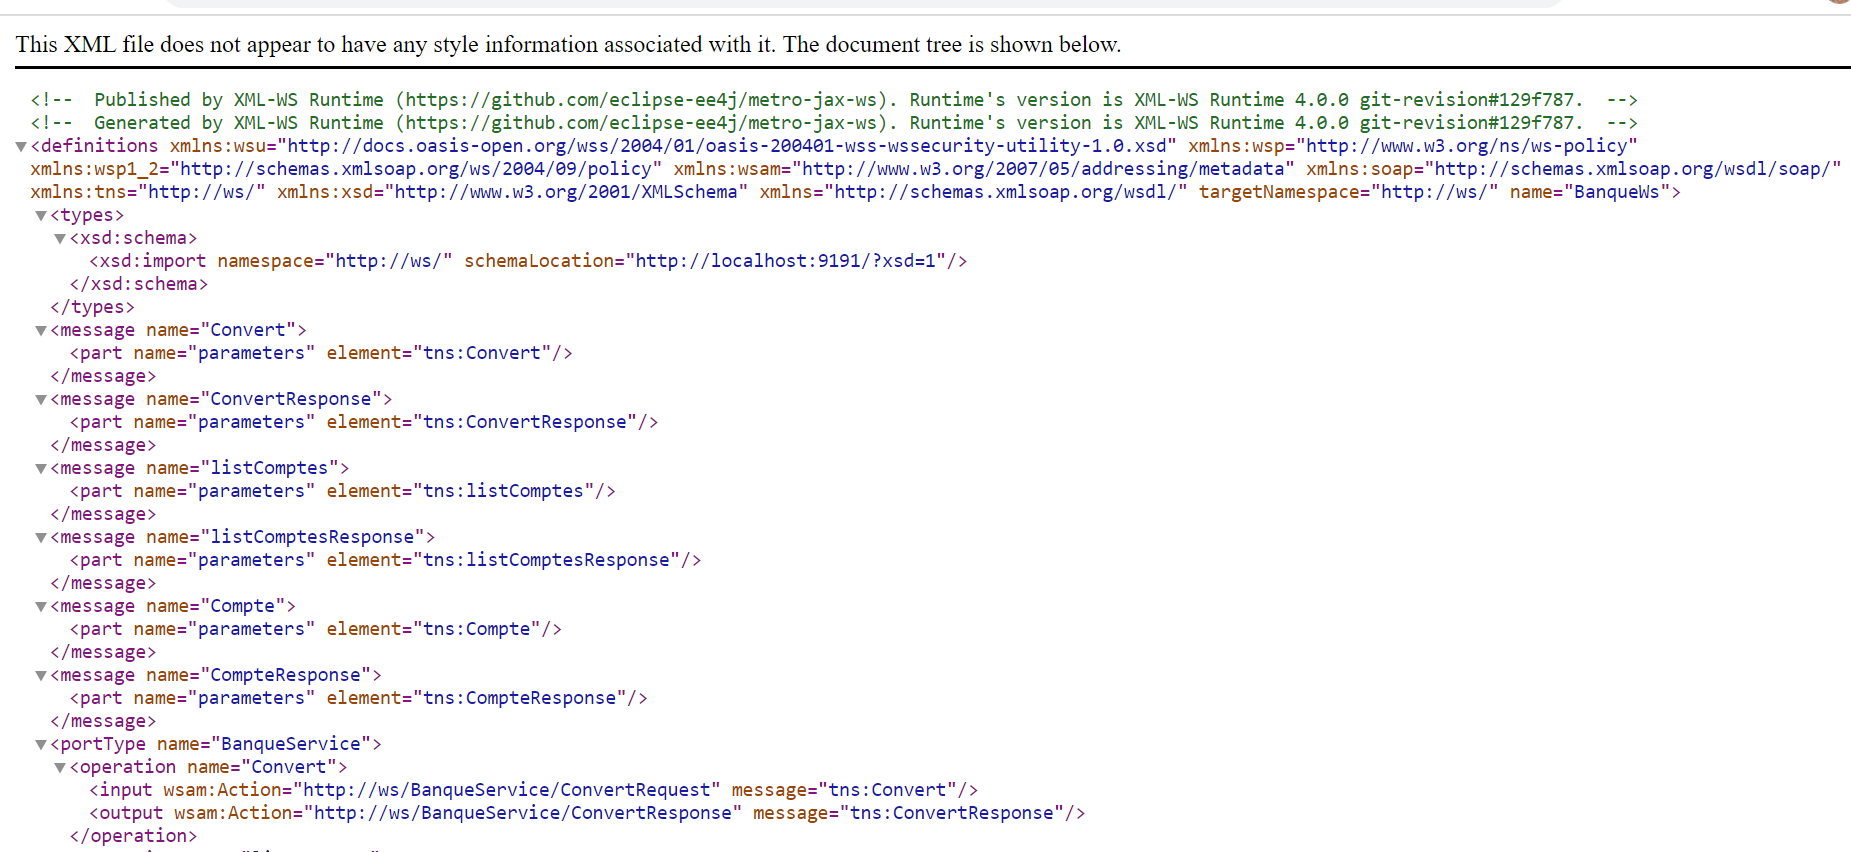 This XML file does not appear to have any style information associated with it. The document tree is shown below.
<!--  Published by XML-WS Runtime (https://github.com/eclipse-ee4j/metro-jax-ws). Runtime's version is XML-WS Runtime 4.0.0 git-revision#129f787.  -->
<!--  Generated by XML-WS Runtime (https://github.com/eclipse-ee4j/metro-jax-ws). Runtime's version is XML-WS Runtime 4.0.0 git-revision#129f787.  -->
▼<definitions xmlns:wsu="http://docs.oasis-open.org/wss/2004/01/oasis-200401-wss-wssecurity-utility-1.0.xsd" xmlns:wsp="http://www.w3.org/ns/ws-policy"
xmlns:wsp1_2="http://schemas.xmlsoap.org/ws/2004/09/policy" xmlns:wsam="http://www.w3.org/2007/05/addressing/metadata" xmlns:soap="http://schemas.xmlsoap.org/wsdl/soap/"
xmlns:tns="http://ws/" xmlns:xsd="http://www.w3.org/2001/XMLSchema" xmlns="http://schemas.xmlsoap.org/wsdl/" targetNamespace="http://ws/" name="BanqueWs">
▼<types>
▼<xsd:schema>
<xsd:import namespace="http://ws/" schemaLocation="http://localhost:9191/?xsd=1"/>
</xsd:schema>
</types>
▼<message name="Convert">
<part name="parameters" element="tns:Convert"/>
</message>
▼<message name="ConvertResponse">
<part name="parameters" element="tns:ConvertResponse"/>
</message>
▼<message name="listComptes">
<part name="parameters" element="tns:listComptes"/>
</message>
▼<message name="listComptesResponse">
<part name="parameters" element="tns:listComptesResponse"/>
</message>
▼<message name="Compte">
<part name="parameters" element="tns:Compte"/>
</message>
▼<message name="CompteResponse">
<part name="parameters" element="tns:CompteResponse"/>
</message>
▼<portType name="BanqueService">
▼<operation name="Convert">
<input wsam:Action="http://ws/BanqueService/ConvertRequest" message="tns:Convert"/>
<output wsam:Action="http://ws/BanqueService/ConvertResponse" message="tns:ConvertResponse"/>
</operation>